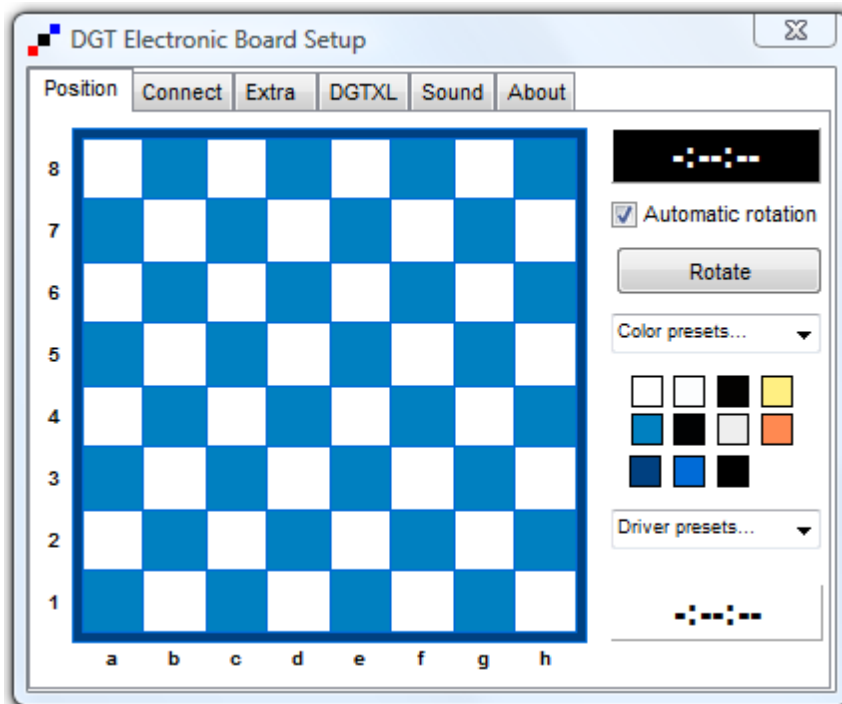 DGT Electronic Board Setup
Position Connect Extra DGTXL Sound About
-:--:--
8
Automatic rotation
7
Rotate
6
Color presets...
5
4
3
Driver presets...
2
1
-:--:--
a b c d e f g h